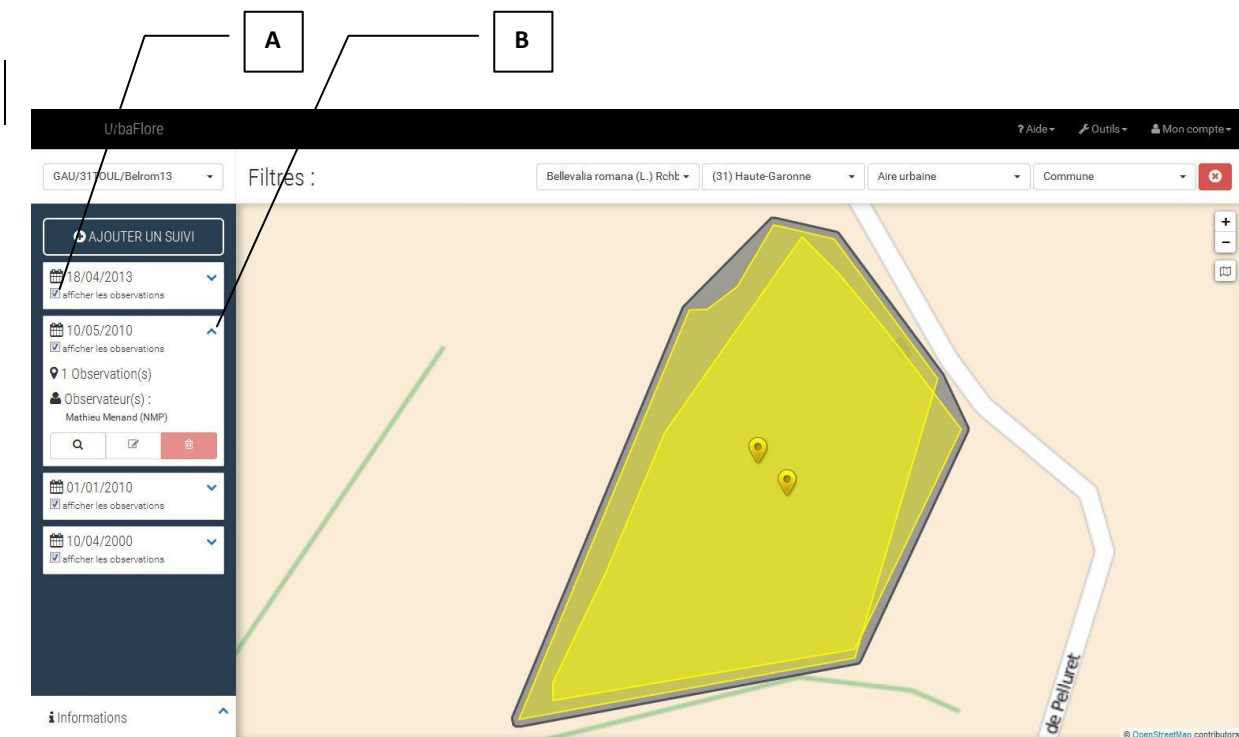 A
B
UrbaFlore
? Aide
Outils
Mon compte
GAU/31TOUL/Belrom13
Filtres :
Bellevalia romana (L.) Rchb
(31) Haute-Garonne
Aire urbaine
Commune
AJOUTER UN SUIVI
18/04/2013
afficher les observations
10/05/2010
afficher les observations
1 Observation(s)
Observateur(s) :
Mathieu Menand (NMP)
01/01/2010
afficher les observations
10/04/2000
afficher les observations
i Informations
+
−
de Pelluret
© OpenStreetMap contributors